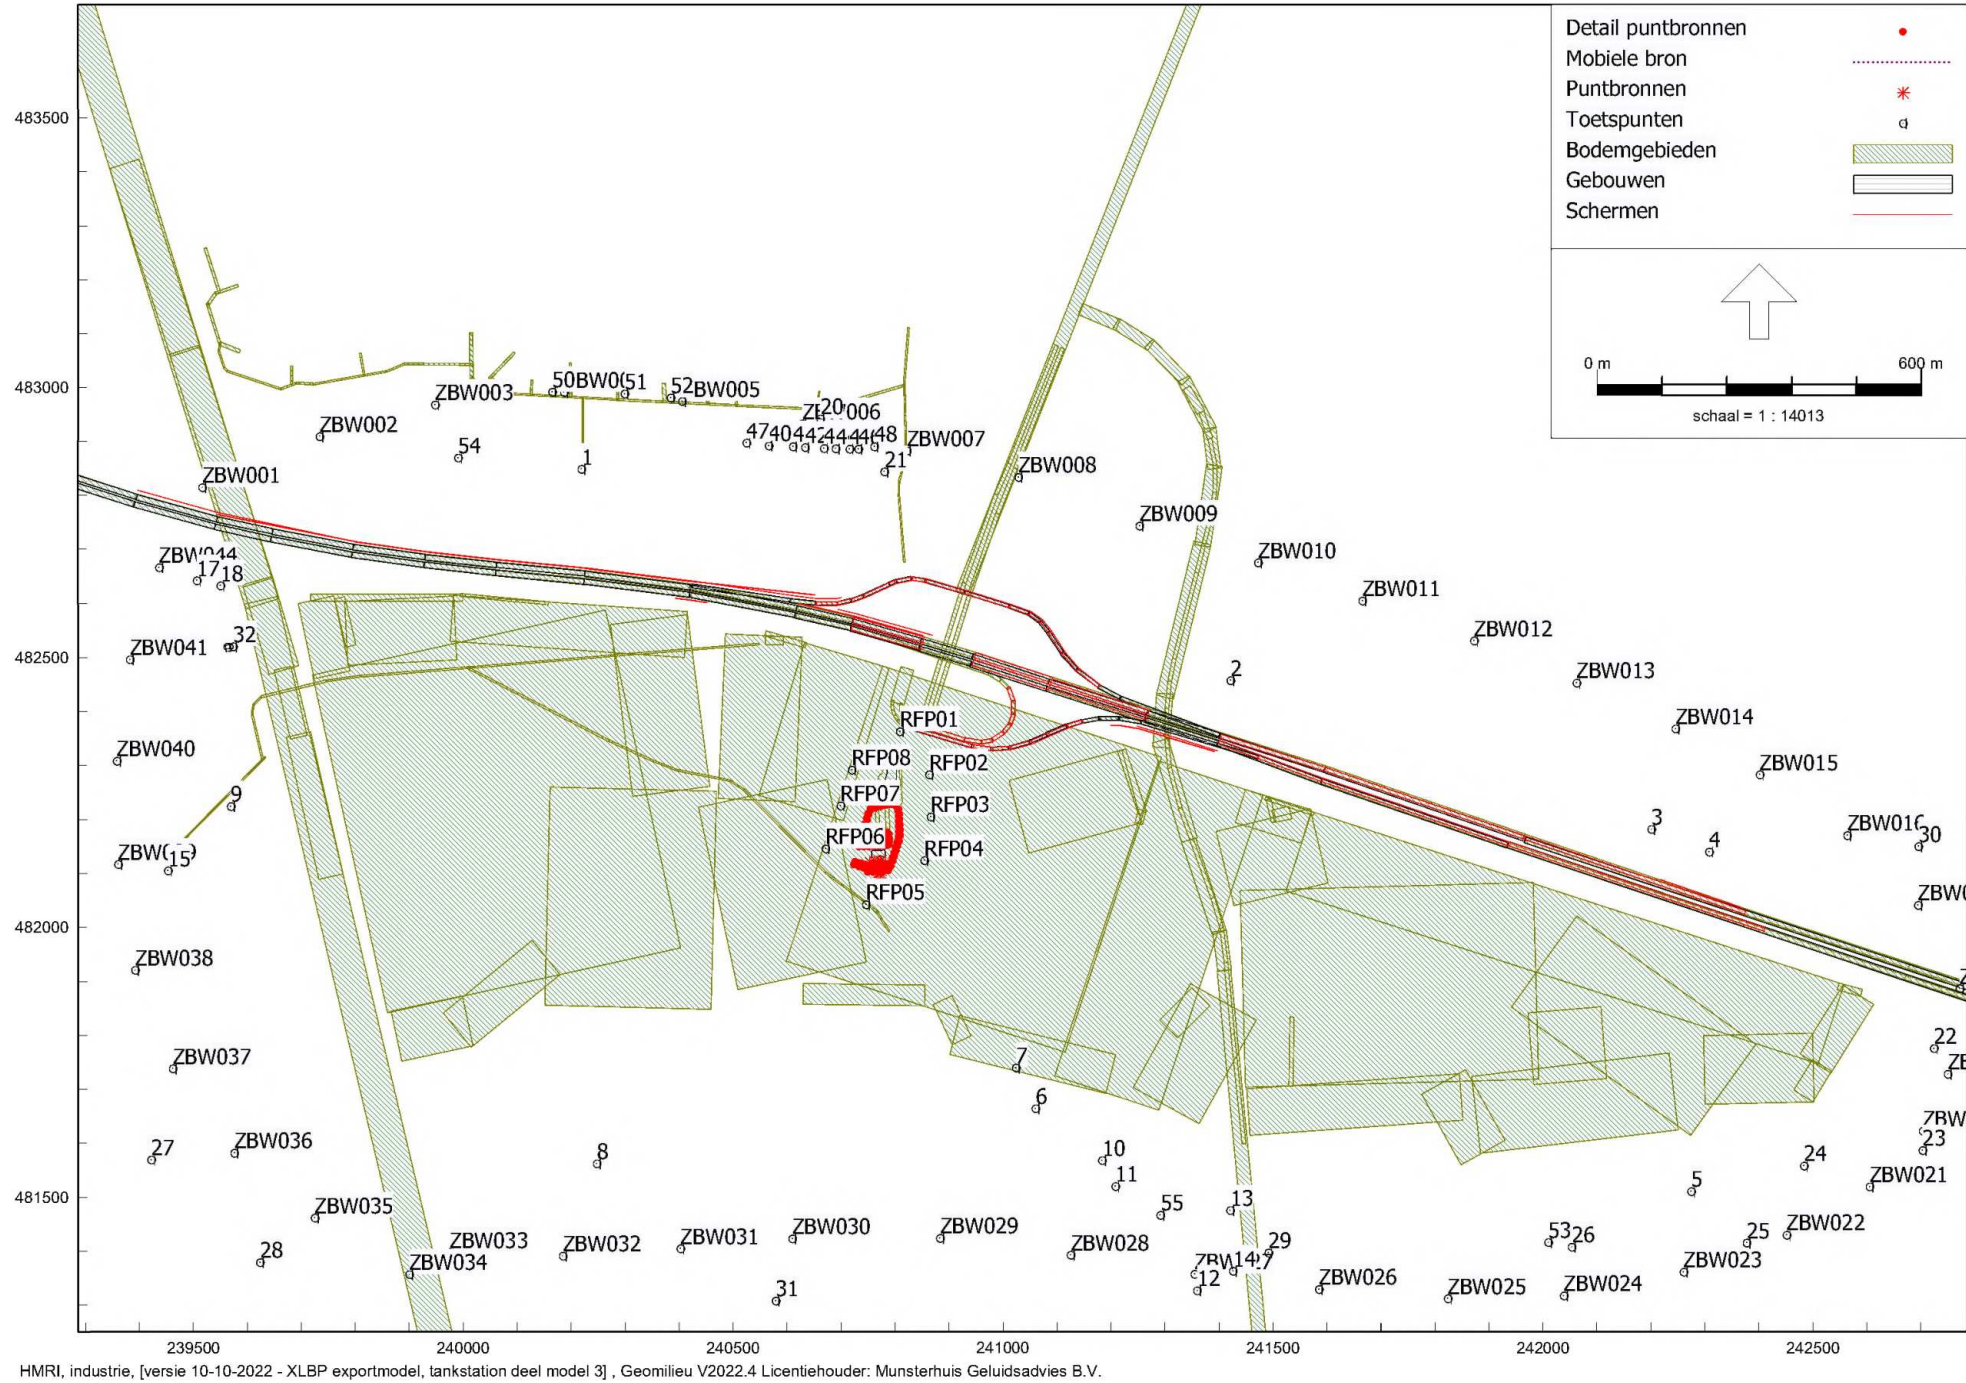 Detail puntbronnen
Mobiele bron
Puntbronnen
Toetspunten
Bodemgebieden
Gebouwen
Schermen
0 m 600 m
schaal = 1 : 14013
483500
483000
482500
482000
481500
ZBW003
50
51
52
BW005
ZBW002
20
006
54
1
47
40
48
ZBW007
21
ZBW001
ZBW008
ZBW009
ZBW010
17
18
ZBW011
32
ZBW041
ZBW012
2
ZBW013
ZBW014
RFP01
ZBW040
RFP08
RFP02
ZBW015
9
RFP07
RFP03
3
RFP06
4
30
15
RFP04
RFP05
ZBW038
7
ZBW037
22
6
27
ZBW036
8
10
23
24
11
5
ZBW021
ZBW035
55
13
28
ZBW033
ZBW034
ZBW032
ZBW031
ZBW030
ZBW029
ZBW028
29
53
26
25
ZBW022
14
12
31
ZBW026
ZBW025
ZBW024
ZBW023
239500 240000 240500 241000 241500 242000 242500
HMRI, industrie, [versie 10-10-2022 - XLBP exportmodel, tankstation deel model 3] , Geomilieu V2022.4 Licentiehouder: Munsterhuis Geluidsadvies B.V.